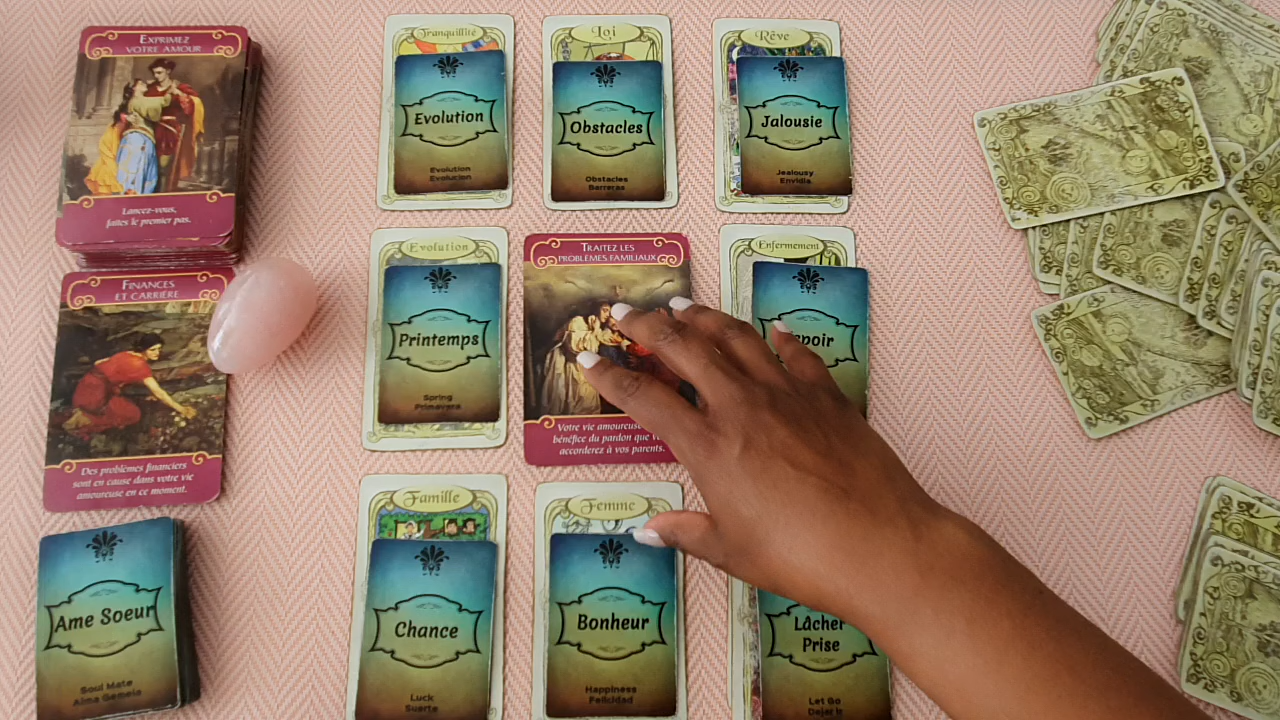 EXPRIMEZ
VOTRE AMOUR
Lancez-vous,
faites le premier pas.
Tranquillité
Evolution
Evolution
Evolucion
Loi
Obstacles
Obstacles
Barreras
Rêve
Jalousie
Jealousy
Envidia
FINANCES
ET CARRIÈRE
Des problèmes financiers
sont en cause dans votre vie
amoureuse en ce moment.
Evolution
Printemps
Spring
Primavera
TRAITEZ LES
PROBLÈMES FAMILIAUX
Votre vie amoureuse
bénéfice du pardon que
accorderez à vos parents.
Enfermement
Ame Soeur
Soul Mate
Alma Gemela
Famille
Chance
Luck
Suerte
Femme
Bonheur
Happiness
Felicidad
Lâcher
Prise
Let Go
Dejar ir